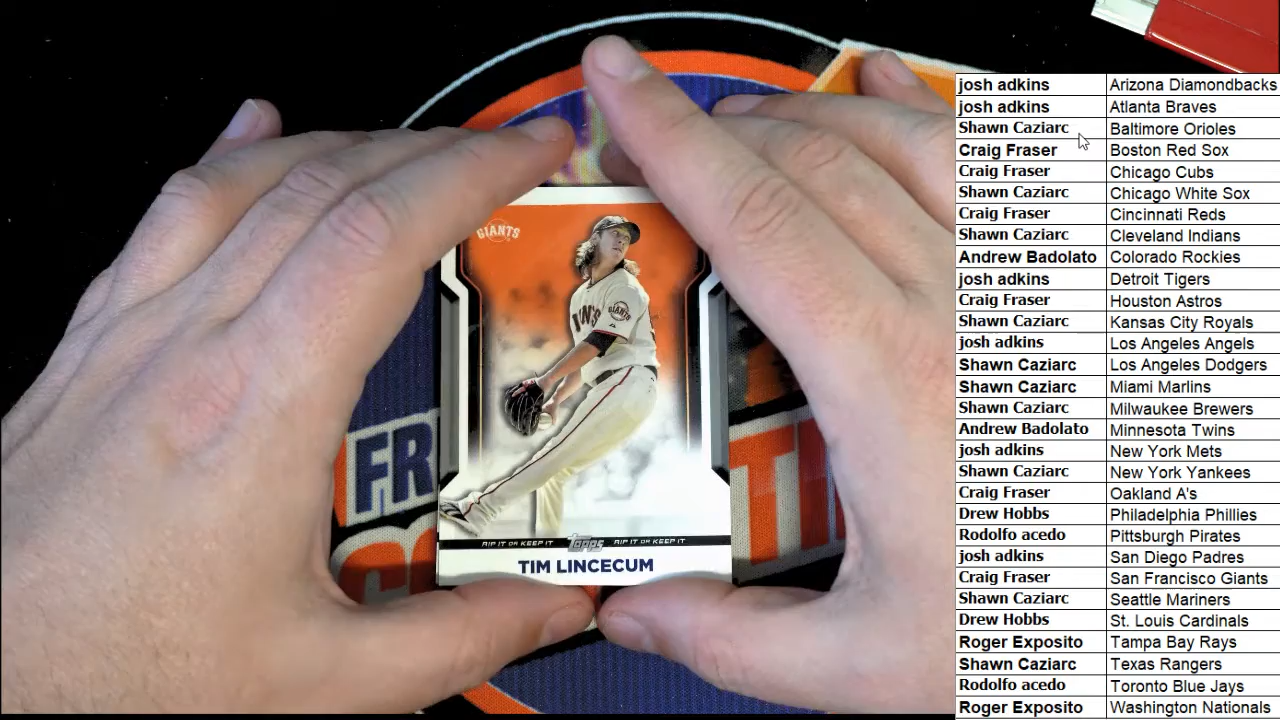 GIANTS
GIANTS
RIP IT OR KEEP IT topps RIP IT OR KEEP IT
TIM LINCECUM
FR
josh adkins Arizona Diamondbacks
josh adkins Atlanta Braves
Shawn Caziarc Baltimore Orioles
Craig Fraser Boston Red Sox
Craig Fraser Chicago Cubs
Shawn Caziarc Chicago White Sox
Craig Fraser Cincinnati Reds
Shawn Caziarc Cleveland Indians
Andrew Badolato Colorado Rockies
josh adkins Detroit Tigers
Craig Fraser Houston Astros
Shawn Caziarc Kansas City Royals
josh adkins Los Angeles Angels
Shawn Caziarc Los Angeles Dodgers
Shawn Caziarc Miami Marlins
Shawn Caziarc Milwaukee Brewers
Andrew Badolato Minnesota Twins
josh adkins New York Mets
Shawn Caziarc New York Yankees
Craig Fraser Oakland A's
Drew Hobbs Philadelphia Phillies
Rodolfo acedo Pittsburgh Pirates
josh adkins San Diego Padres
Craig Fraser San Francisco Giants
Shawn Caziarc Seattle Mariners
Drew Hobbs St. Louis Cardinals
Roger Exposito Tampa Bay Rays
Shawn Caziarc Texas Rangers
Rodolfo acedo Toronto Blue Jays
Roger Exposito Washington Nationals